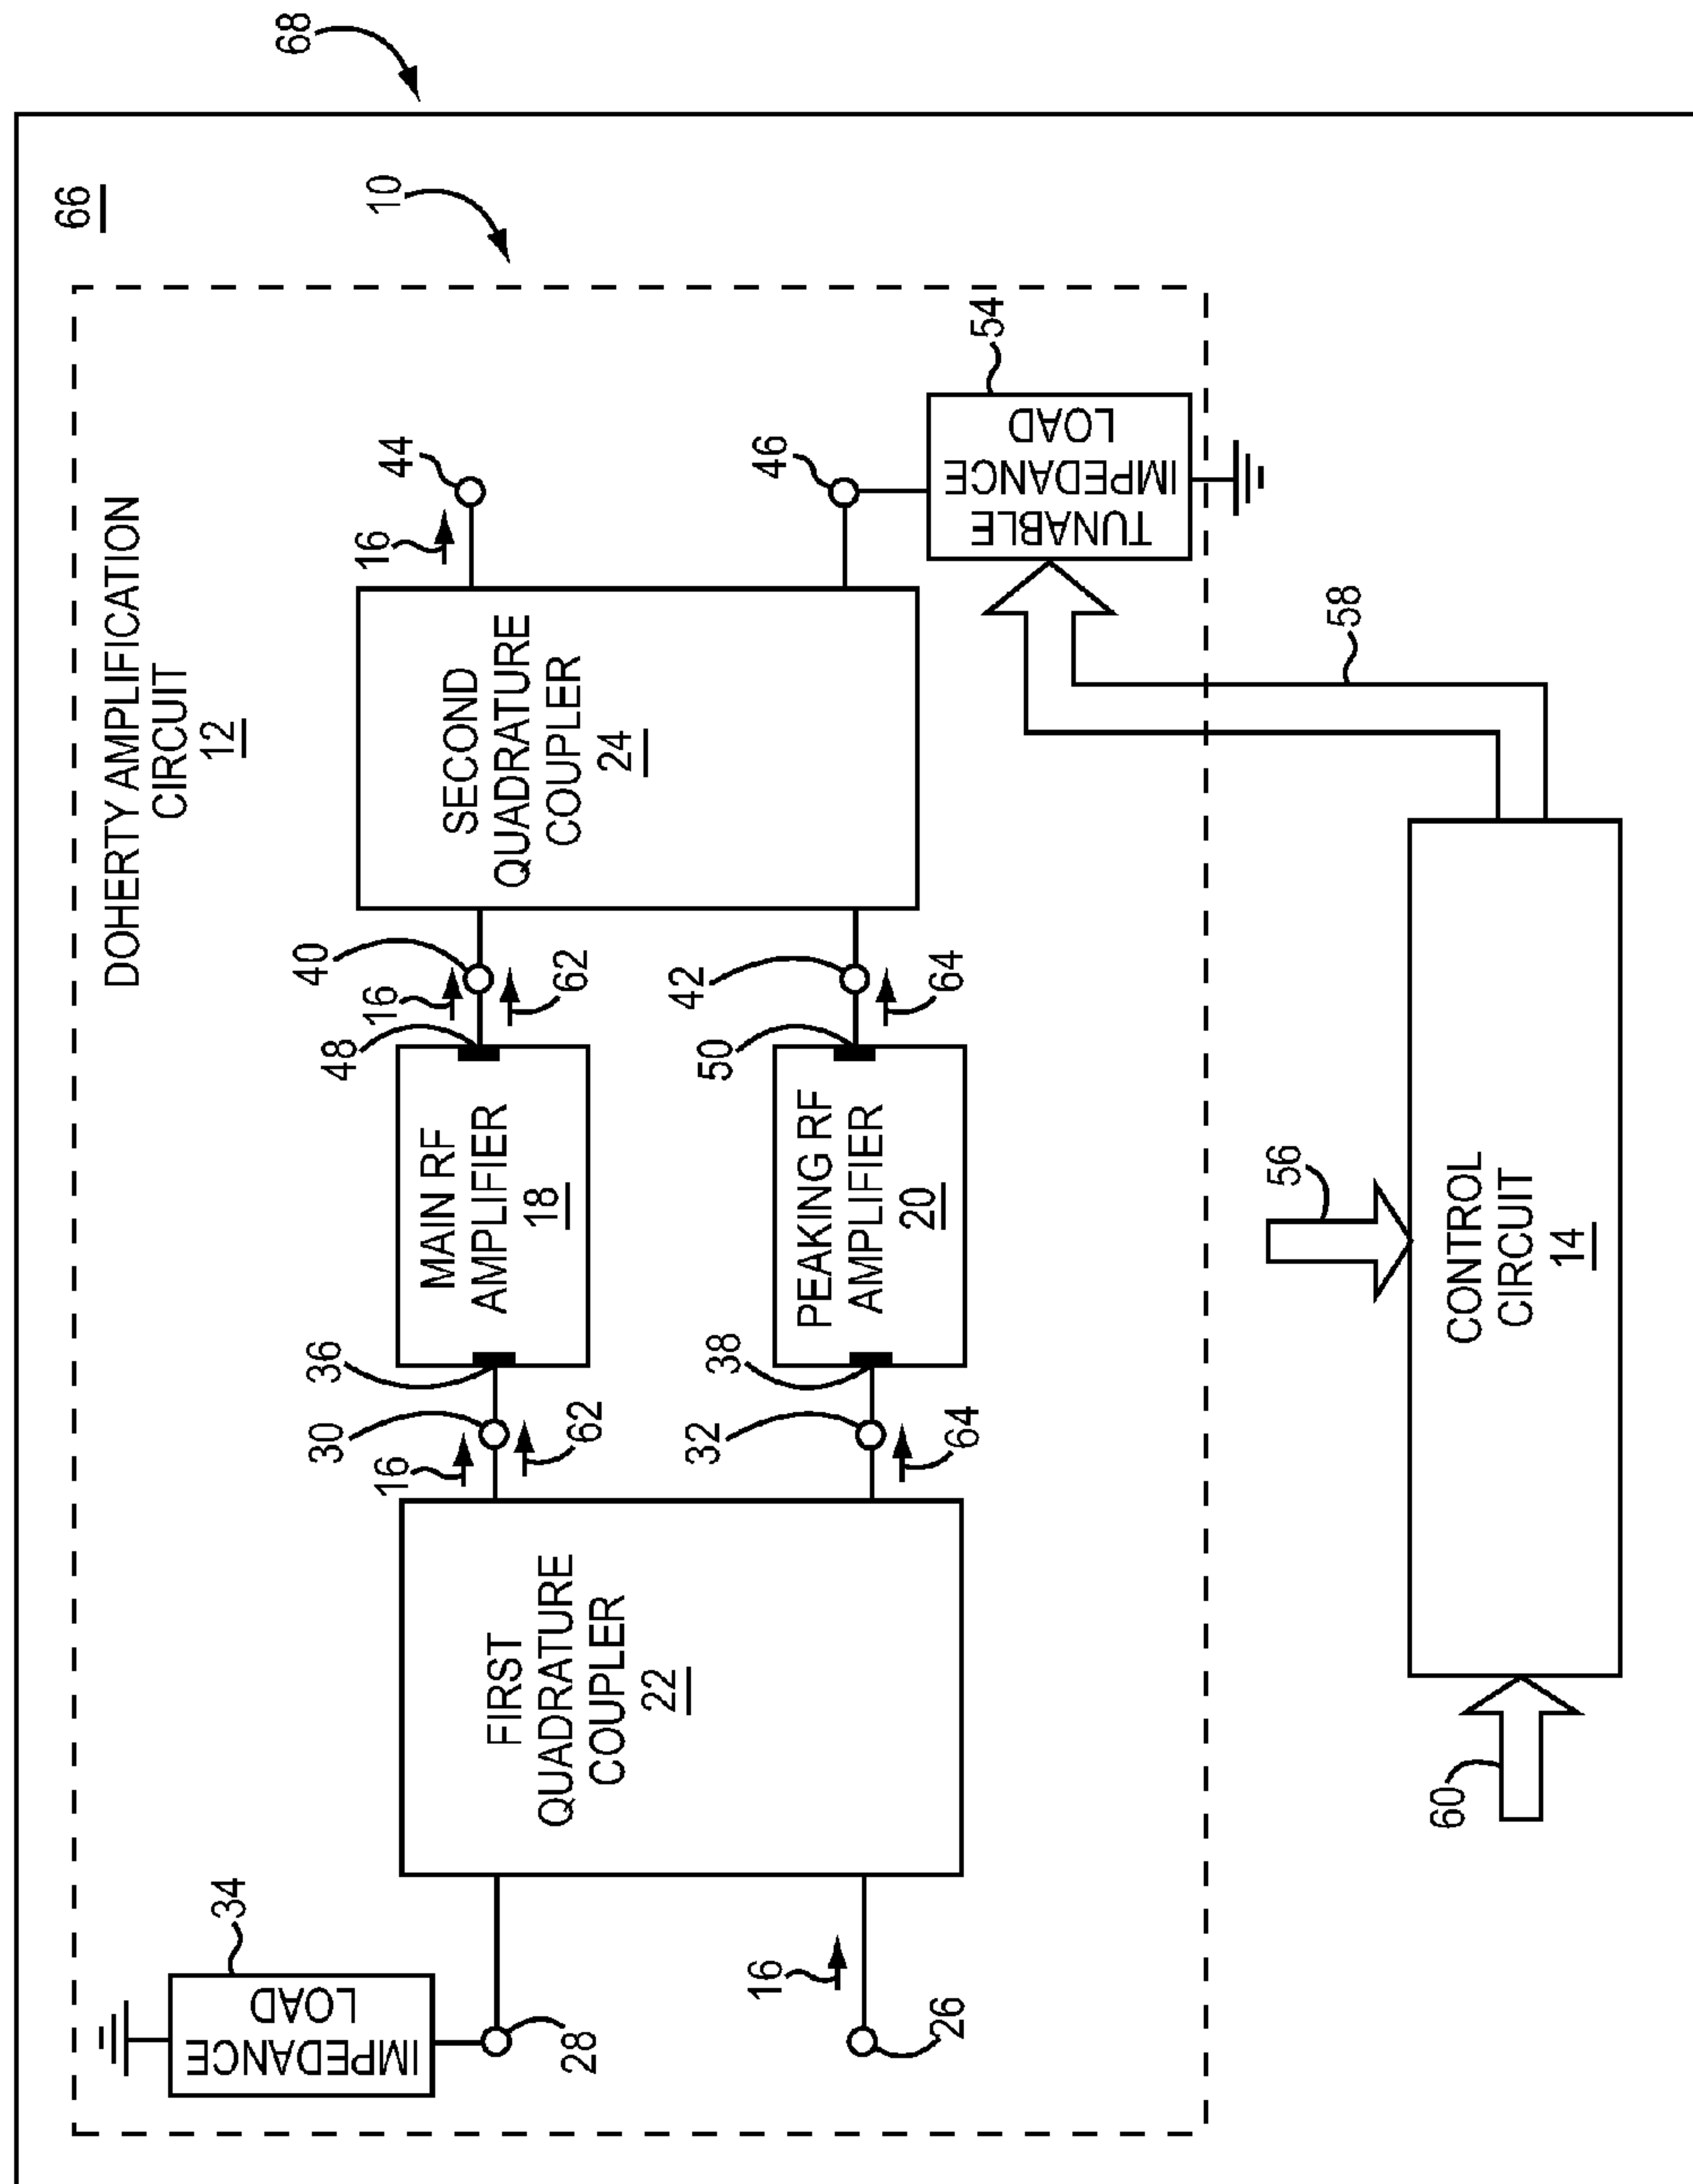 68
66
10
DOHERTY AMPLIFICATION
CIRCUIT
12
34
IMPEDANCE
LOAD
28
16
26
FIRST
QUADRATURE
COUPLER
22
16
30
62
36
32
64
38
MAIN RF
AMPLIFIER
18
PEAKING RF
AMPLIFIER
20
48
16
40
62
50
42
64
SECOND
QUADRATURE
COUPLER
24
16
44
46
54
TUNABLE
IMPEDANCE
LOAD
58
56
60
CONTROL
CIRCUIT
14